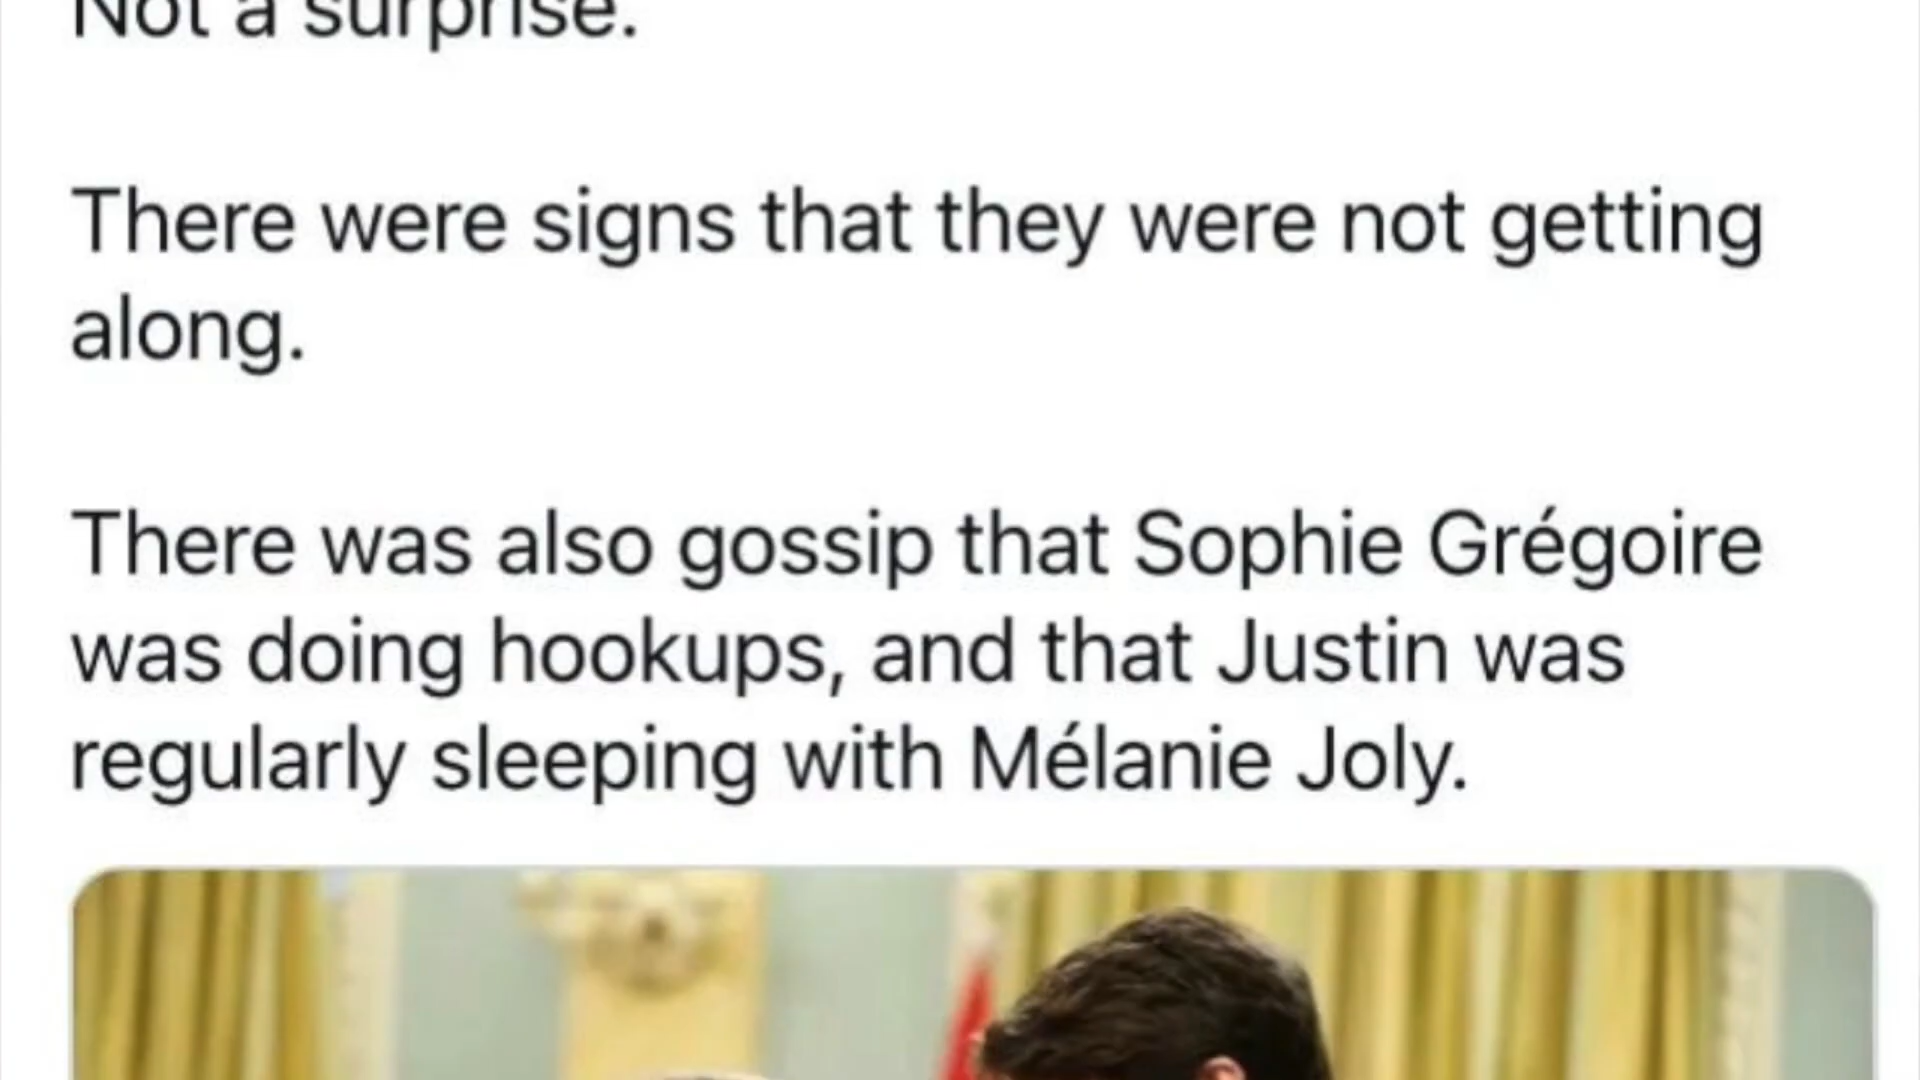 Not a surprise.
There were signs that they were not getting
along.
There was also gossip that Sophie Grégoire
was doing hookups, and that Justin was
regularly sleeping with Mélanie Joly.